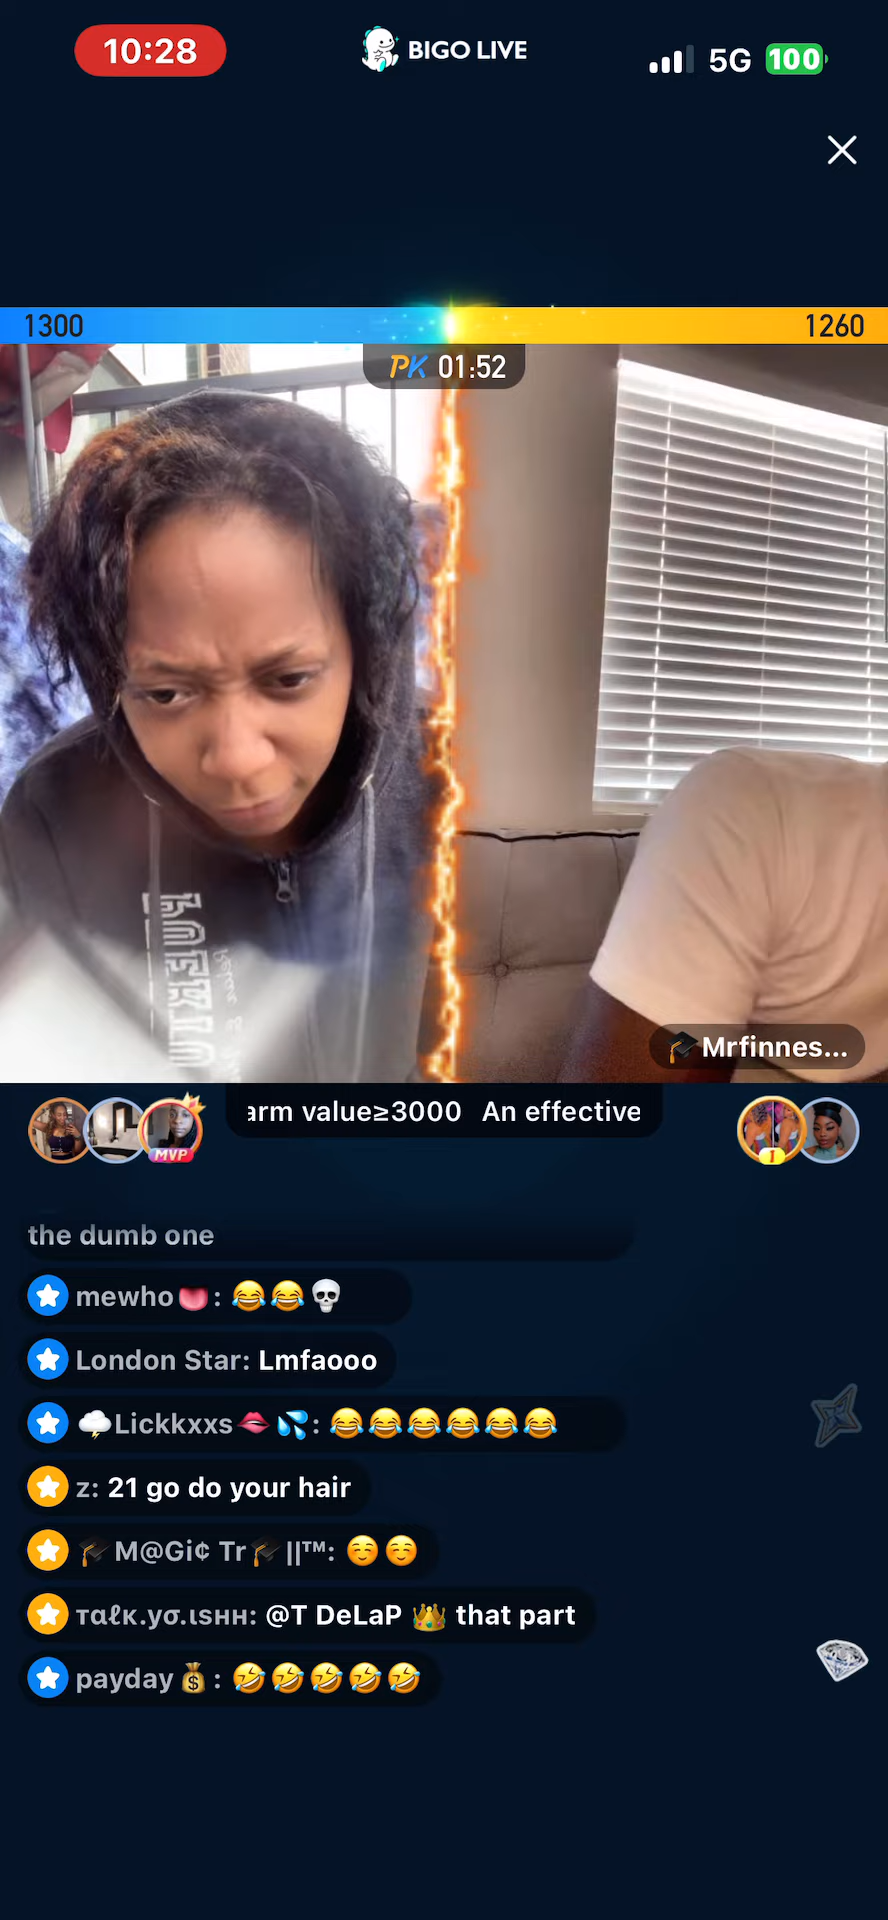 10:28
BIGO LIVE
5G
100
1300
1260
PK 01:52
🎓Mrfinnes...
MVP
arm value≥3000 An effective
1
the dumb one
mewho👅: 😂😂💀
London Star: Lmfaooo
🌩️Lickkxxs👄💦: 😂😂😂😂😂😂
z: 21 go do your hair
🎓M@Gi¢ Tr🎓||™: ☺️☺️
тαℓк.уσ.ιsнн: @T DeLaP 👑 that part
payday💰: 🤣🤣🤣🤣🤣